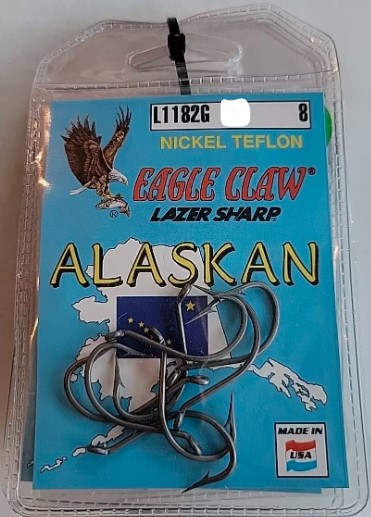 L1182G 8
NICKEL TEFLON
EAGLE CLAW®
LAZER SHARP®
®
ALASKAN
MADE IN
USA